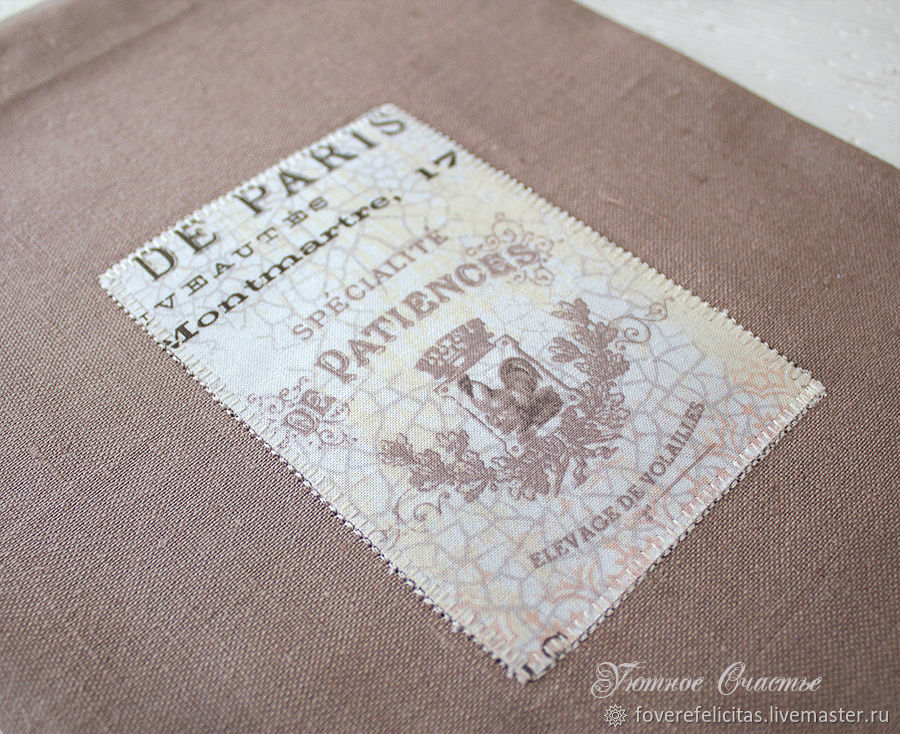 DE PARIS
VEAUTÉS
Montmartre, 17
SPÉCIALITÉ
DE PATIENCES
ELEVAGE DE VOLAILLES
Уютное Счастье
foverefelicitas.livemaster.ru